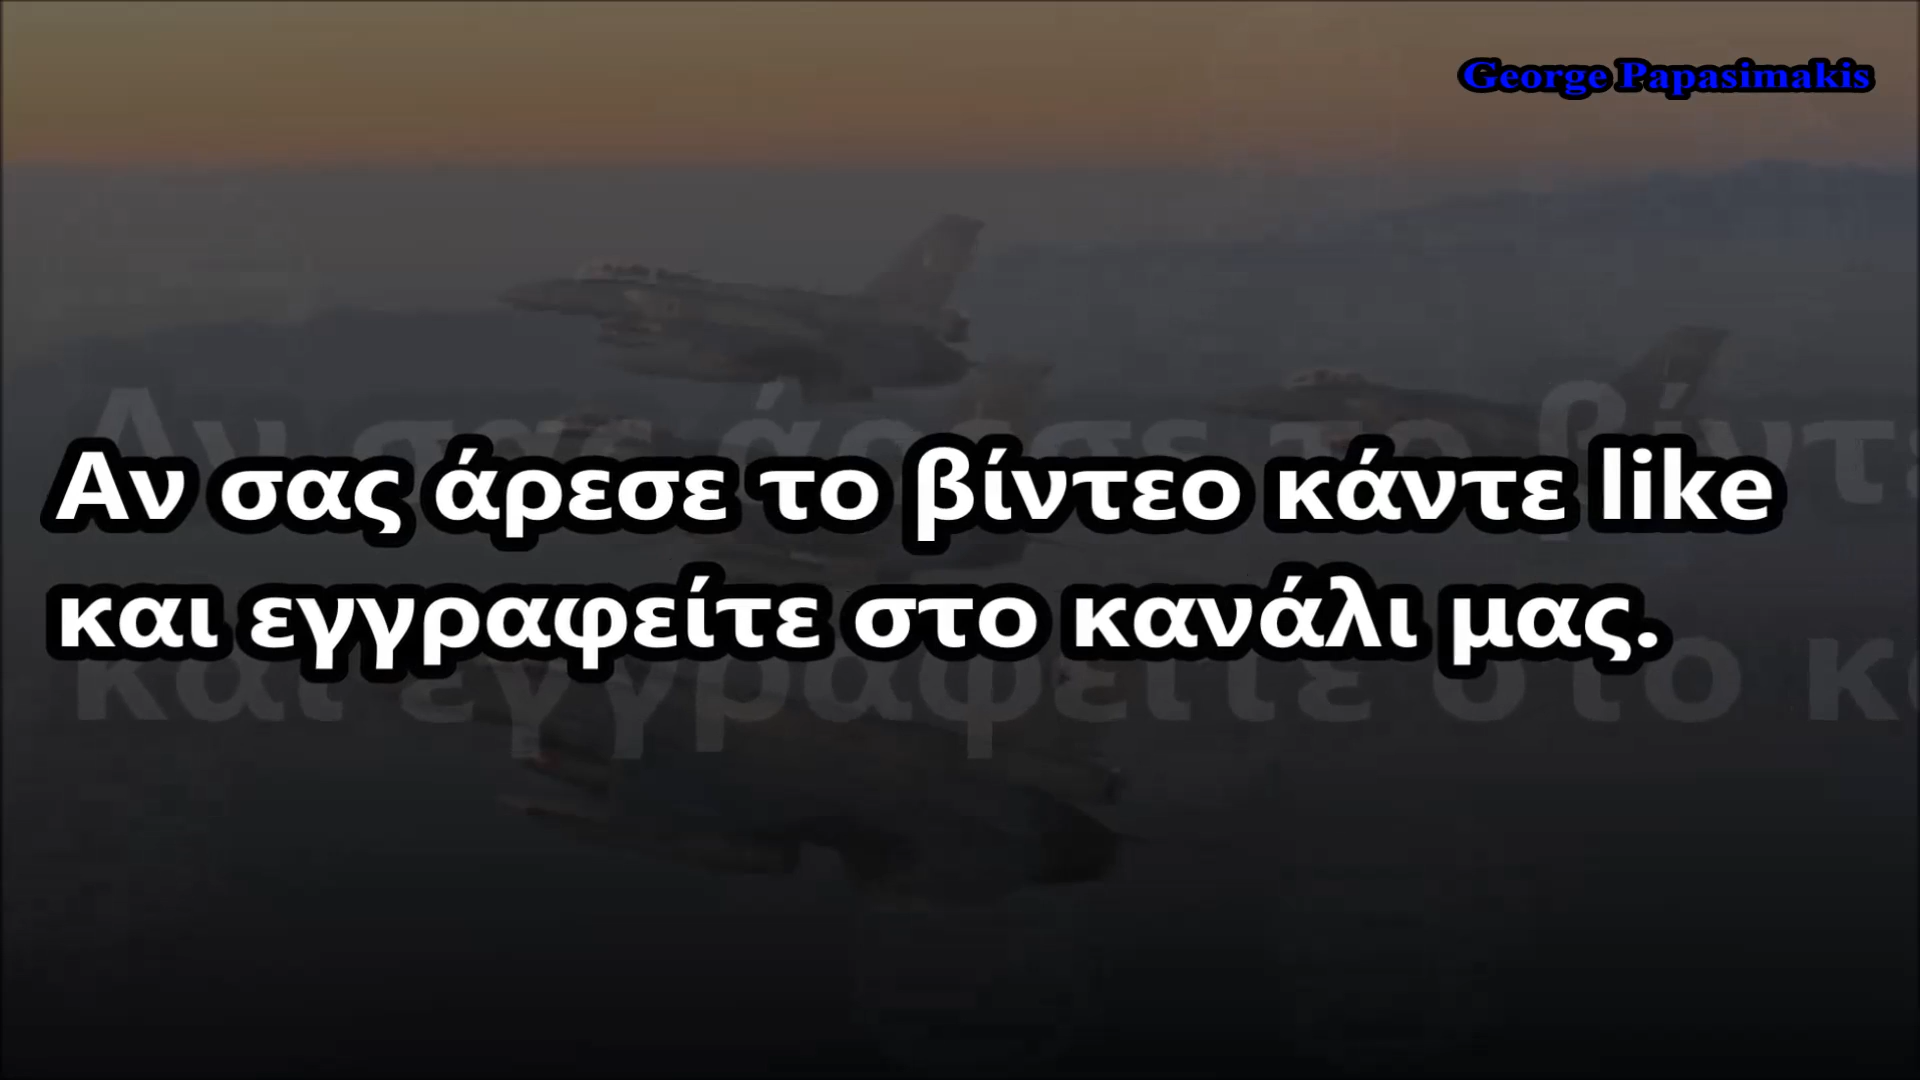 George Papasimakis
Αν σας άρεσε το βίντεο κάντε like
και εγγραφείτε στο κανάλι μας.